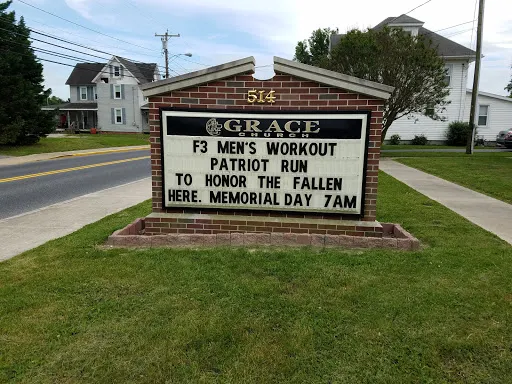 514
GRACE
CHURCH
F3 MEN'S WORKOUT
PATRIOT RUN
TO HONOR THE FALLEN
HERE. MEMORIAL DAY 7AM